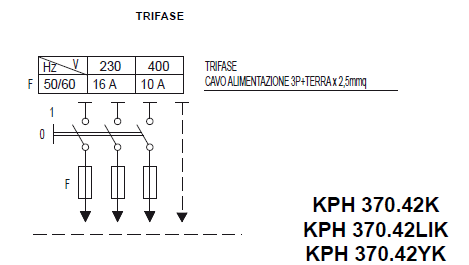 TRIFASE
Hz V 230 400
F 50/60 16 A 10 A
TRIFASE
CAVO ALIMENTAZIONE 3P+TERRA x 2,5mmq
1
0
F
KPH 370.42K
KPH 370.42LIK
KPH 370.42YK